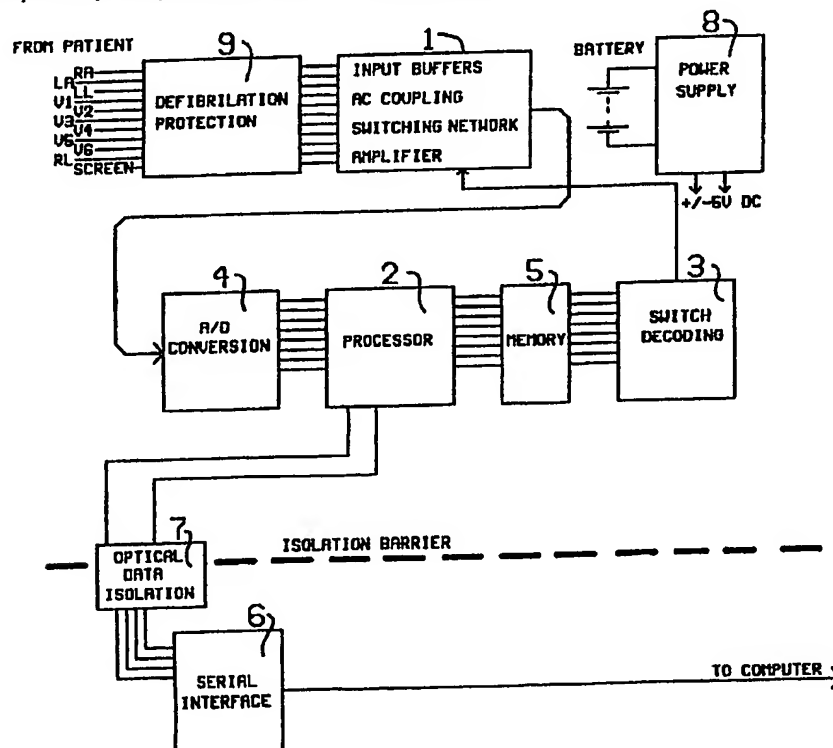 FROM PATIENT
RA
LA
LL
V1
V2
V3
V4
V5
V6
RL
SCREEN
9
DEFIBRILATION
PROTECTION
1
INPUT BUFFERS
AC COUPLING
SWITCHING NETWORK
AMPLIFIER
BATTERY
8
POWER
SUPPLY
+/-5V DC
4
A/D
CONVERSION
2
PROCESSOR
5
MEMORY
3
SWITCH
DECODING
7
OPTICAL
DATA
ISOLATION
ISOLATION BARRIER
6
SERIAL
INTERFACE
TO COMPUTER